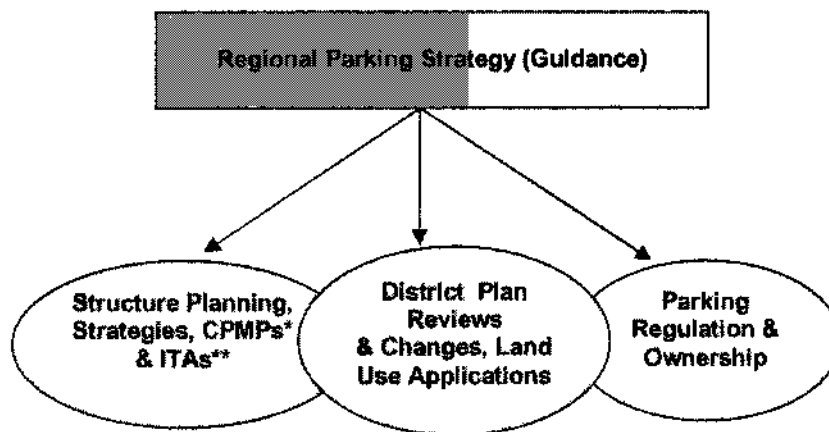 Regional Parking Strategy (Guidance)
Structure Planning,
Strategies, CPMPs*
& ITAs**
District Plan
Reviews
& Changes, Land
Use Applications
Parking
Regulation &
Ownership